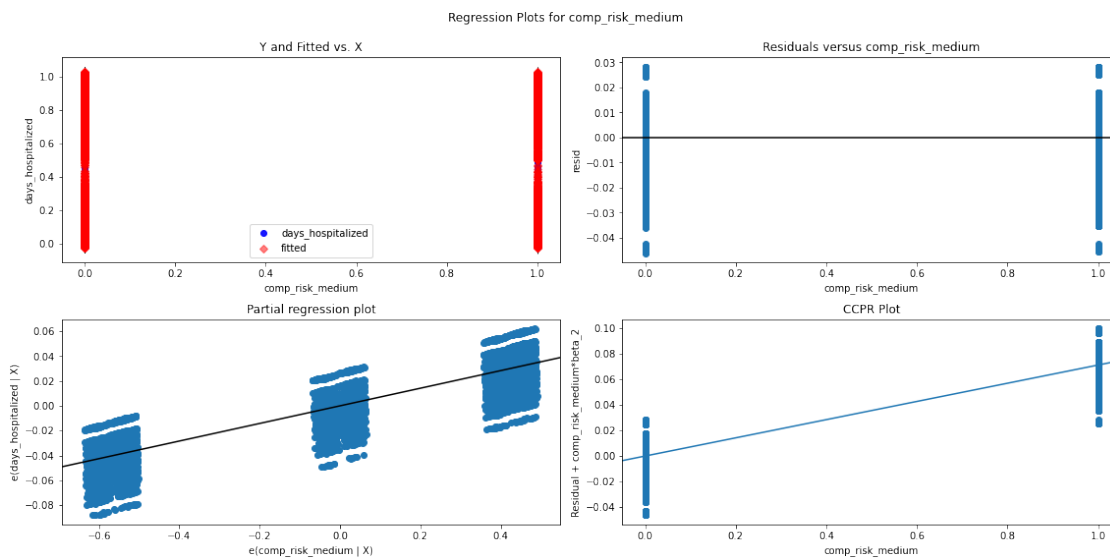 Regression Plots for comp_risk_medium
Y and Fitted vs. X
days_hospitalized
1.0
0.8
0.6
0.4
0.2
0.0
days_hospitalized
fitted
0.0 0.2 0.4 0.6 0.8 1.0
comp_risk_medium
Residuals versus comp_risk_medium
resid
0.03
0.02
0.01
0.00
−0.01
−0.02
−0.03
−0.04
0.0 0.2 0.4 0.6 0.8 1.0
comp_risk_medium
Partial regression plot
e(days_hospitalized | X)
0.06
0.04
0.02
0.00
−0.02
−0.04
−0.06
−0.08
−0.6 −0.4 −0.2 0.0 0.2 0.4
e(comp_risk_medium | X)
CCPR Plot
Residual + comp_risk_medium*beta_2
0.10
0.08
0.06
0.04
0.02
0.00
−0.02
−0.04
0.0 0.2 0.4 0.6 0.8 1.0
comp_risk_medium